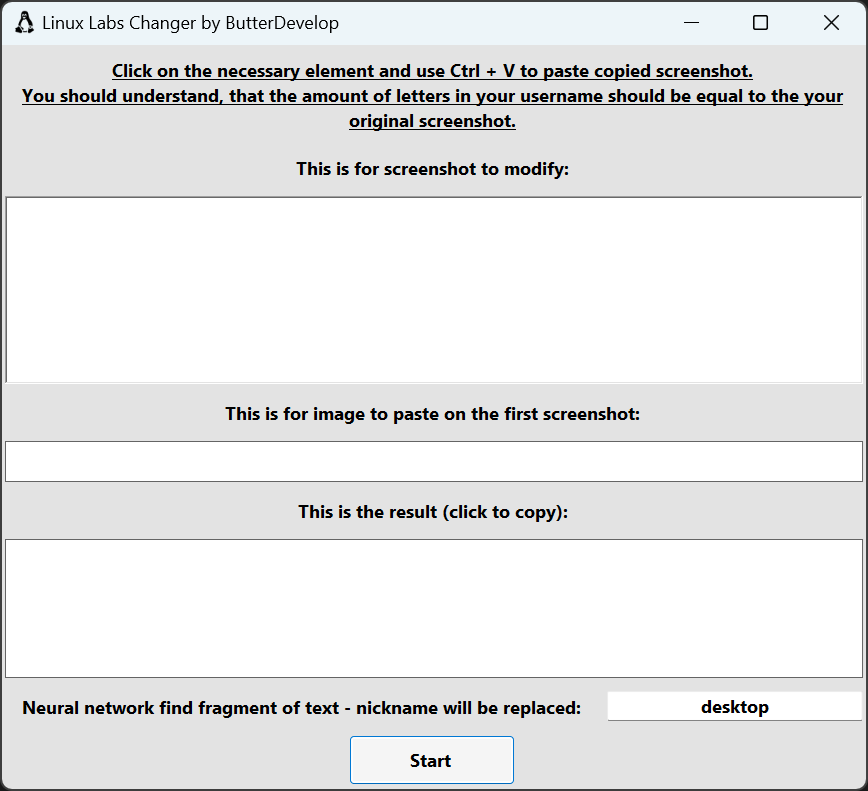 Linux Labs Changer by ButterDevelop
Click on the necessary element and use Ctrl + V to paste copied screenshot.
You should understand, that the amount of letters in your username should be equal to the your
original screenshot.
This is for screenshot to modify:
This is for image to paste on the first screenshot:
This is the result (click to copy):
Neural network find fragment of text - nickname will be replaced:
desktop
Start